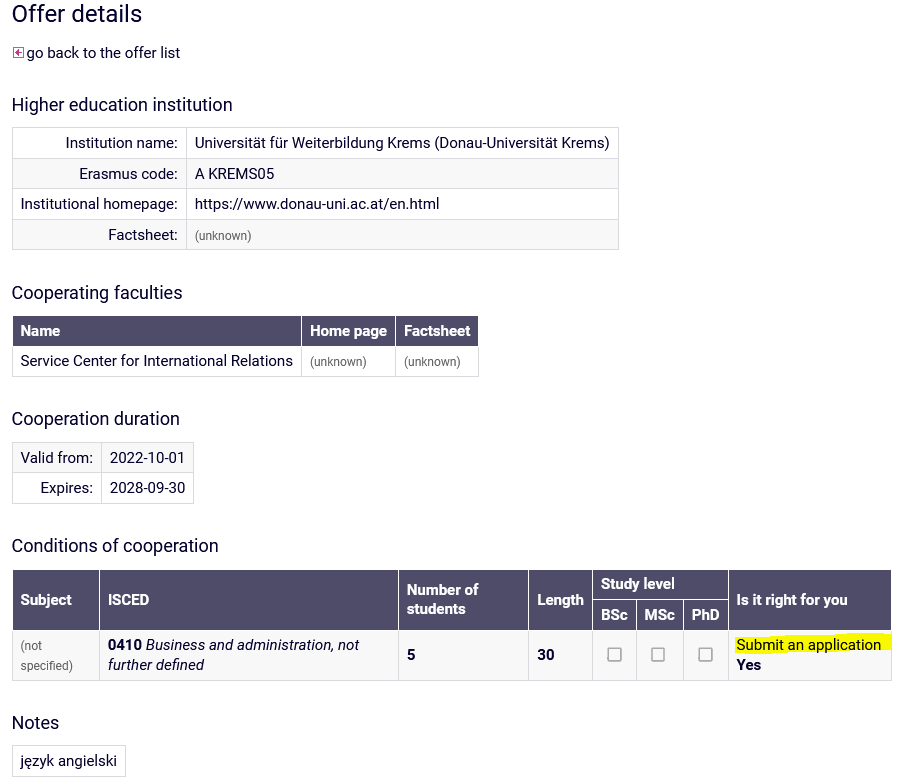 Offer details
go back to the offer list
Higher education institution
Institution name: Universität für Weiterbildung Krems (Donau-Universität Krems)
Erasmus code: A KREMS05
Institutional homepage: https://www.donau-uni.ac.at/en.html
Factsheet: (unknown)
Cooperating faculties
Name Home page Factsheet
Service Center for International Relations (unknown) (unknown)
Cooperation duration
Valid from: 2022-10-01
Expires: 2028-09-30
Conditions of cooperation
Subject ISCED Number of students Length Study level BSc MSc PhD Is it right for you
(not specified) 0410 Business and administration, not further defined 5 30 Submit an application Yes
Notes
język angielski